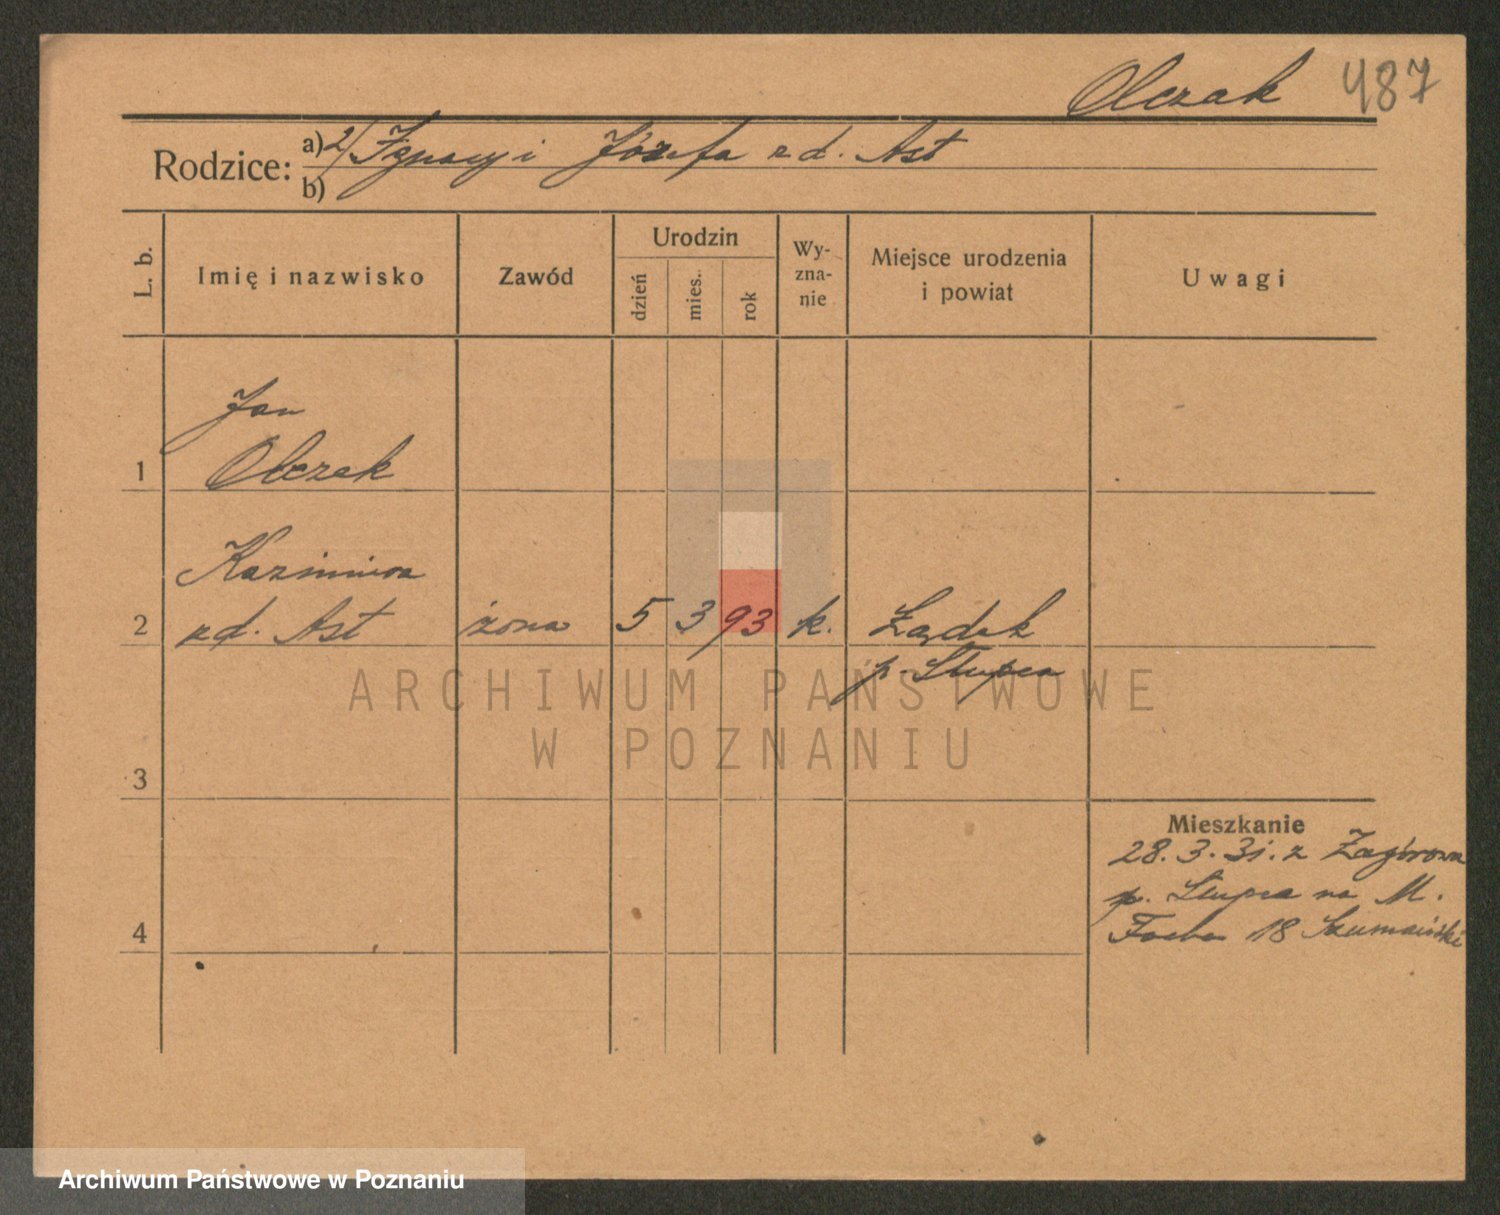 Olczak 487
Rodzice: a) 2/ Ignacy i Józefa zd. Ast
b)
L. b. Imię i nazwisko Zawód Urodzin dzień mies. rok Wy-zna-nie Miejsce urodzenia i powiat Uwagi
Jan
1 Olczak
Kazimiera
2 zd. Ast żona 5 3 93 k. Lądek
p. Słupca
ARCHIWUM PAŃSTWOWE
W POZNANIU
3
Mieszkanie
28. 3. 31. z Zagórowa
p. Słupca na M.
4 Focha 18
Archiwum Państwowe w Poznaniu